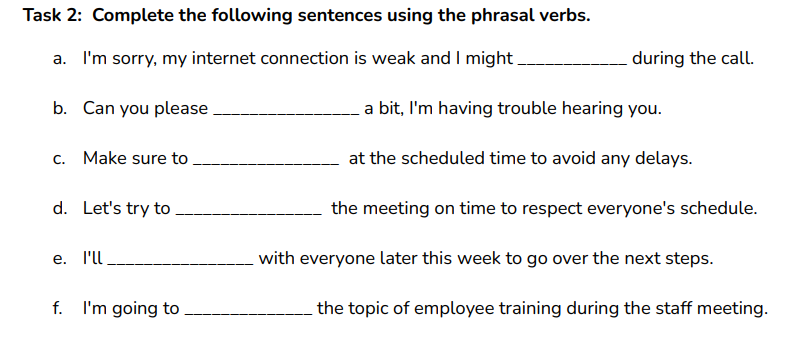 Task 2:  Complete the following sentences using the phrasal verbs.
a. I'm sorry, my internet connection is weak and I might ____________ during the call.
b. Can you please ________________ a bit, I'm having trouble hearing you.
c. Make sure to ________________ at the scheduled time to avoid any delays.
d. Let's try to ________________ the meeting on time to respect everyone's schedule.
e. I'll ________________ with everyone later this week to go over the next steps.
f. I'm going to ______________ the topic of employee training during the staff meeting.